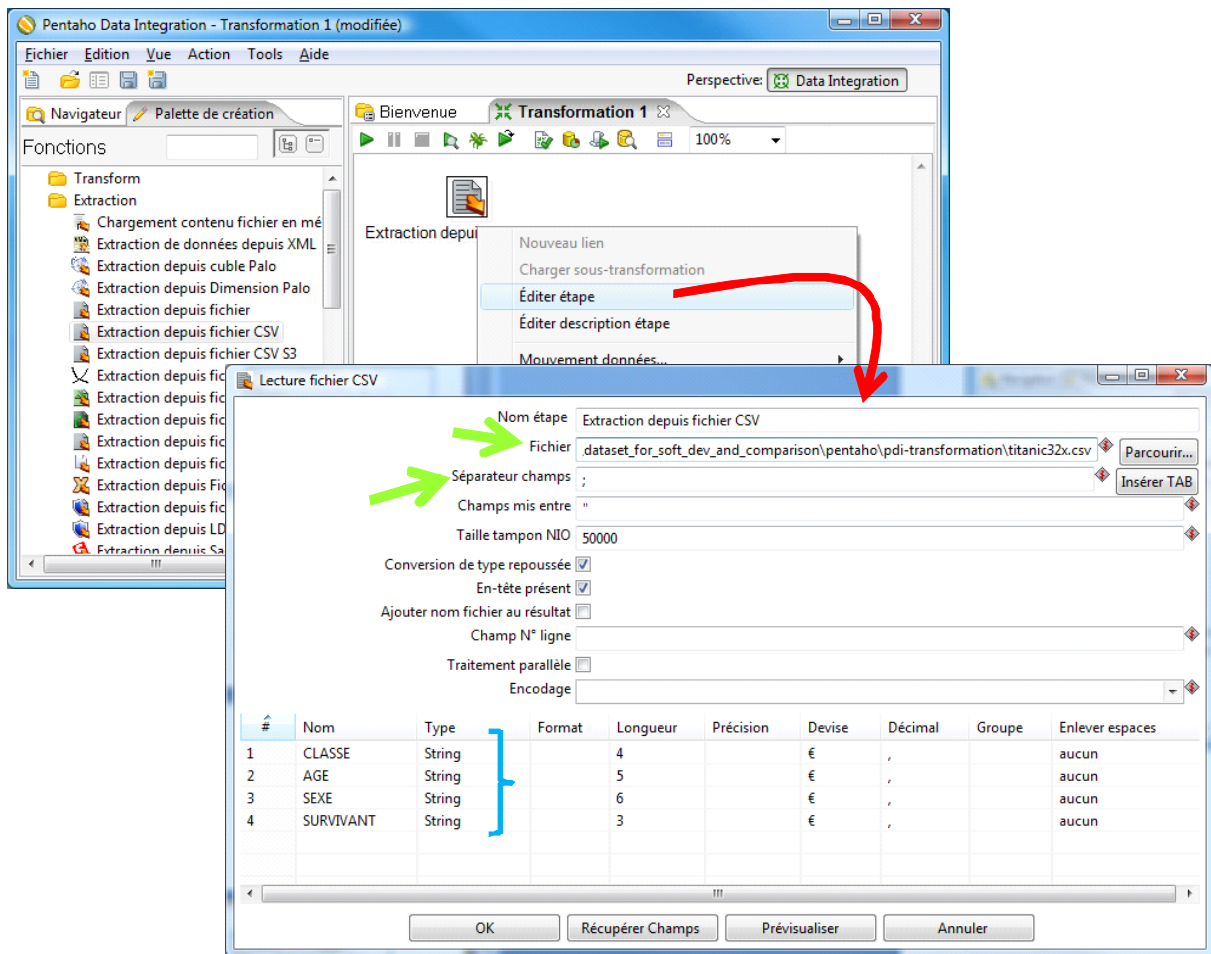 Pentaho Data Integration - Transformation 1 (modifiée)
Fichier Edition Vue Action Tools Aide
Perspective: Data Integration
Navigateur Palette de création
Bienvenue Transformation 1
Fonctions
100%
Transform
Extraction
Chargement contenu fichier en mé
Extraction de données depuis XML
Extraction depuis cuble Palo
Extraction depuis Dimension Palo
Extraction depuis fichier
Extraction depuis fichier CSV
Extraction depuis fichier CSV S3
Extraction depuis fic
Extraction depuis fic
Extraction depuis fic
Extraction depuis fic
Extraction depuis fic
Extraction depuis Fic
Extraction depuis fic
Extraction depuis LD
Extraction depuis Sa
Extraction depui
Nouveau lien
Charger sous-transformation
Éditer étape
Éditer description étape
Mouvement données...
Lecture fichier CSV
Nom étape Extraction depuis fichier CSV
Fichier .dataset_for_soft_dev_and_comparison\pentaho\pdi-transformation\titanic32x.csv Parcourir...
Séparateur champs ; Insérer TAB
Champs mis entre "
Taille tampon NIO 50000
Conversion de type repoussée
En-tête présent
Ajouter nom fichier au résultat
Champ N° ligne
Traitement parallèle
Encodage
# Nom Type Format Longueur Précision Devise Décimal Groupe Enlever espaces
1 CLASSE String 4 € , aucun
2 AGE String 5 € , aucun
3 SEXE String 6 € , aucun
4 SURVIVANT String 3 € , aucun
OK Récupérer Champs Prévisualiser Annuler